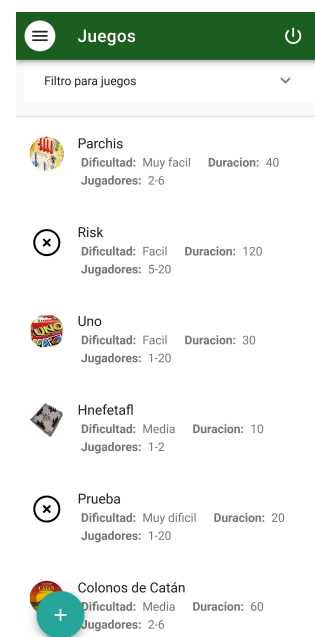 Juegos
Filtro para juegos
Parchis
Dificultad: Muy facil Duracion: 40
Jugadores: 2-6
Risk
Dificultad: Facil Duracion: 120
Jugadores: 5-20
Uno
UNO
Dificultad: Facil Duracion: 30
Jugadores: 1-20
Hnefetafl
Dificultad: Media Duracion: 10
Jugadores: 1-2
Prueba
Dificultad: Muy dificil Duracion: 20
Jugadores: 1-20
Colonos de Catán
CATAN
Dificultad: Media Duracion: 60
Jugadores: 2-6